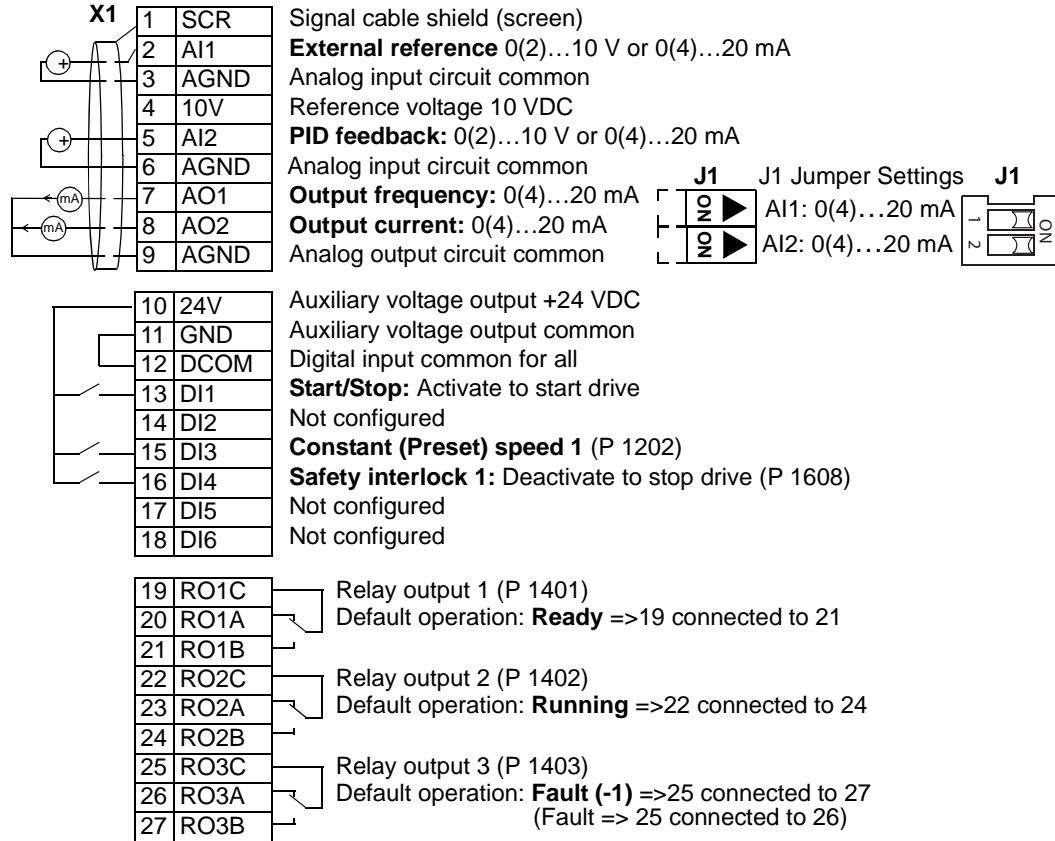 X1
1 SCR Signal cable shield (screen)
2 AI1 External reference 0(2)…10 V or 0(4)…20 mA
3 AGND Analog input circuit common
4 10V Reference voltage 10 VDC
5 AI2 PID feedback: 0(2)…10 V or 0(4)…20 mA
6 AGND Analog input circuit common
7 AO1 Output frequency: 0(4)…20 mA
8 AO2 Output current: 0(4)…20 mA
9 AGND Analog output circuit common
+
+
mA
mA
J1 J1 Jumper Settings J1
ON AI1: 0(4)…20 mA
ON AI2: 0(4)…20 mA
1
2
ON
10 24V Auxiliary voltage output +24 VDC
11 GND Auxiliary voltage output common
12 DCOM Digital input common for all
13 DI1 Start/Stop: Activate to start drive
14 DI2 Not configured
15 DI3 Constant (Preset) speed 1 (P 1202)
16 DI4 Safety interlock 1: Deactivate to stop drive (P 1608)
17 DI5 Not configured
18 DI6 Not configured
19 RO1C Relay output 1 (P 1401)
20 RO1A Default operation: Ready =>19 connected to 21
21 RO1B
22 RO2C Relay output 2 (P 1402)
23 RO2A Default operation: Running =>22 connected to 24
24 RO2B
25 RO3C Relay output 3 (P 1403)
26 RO3A Default operation: Fault (-1) =>25 connected to 27
27 RO3B (Fault => 25 connected to 26)